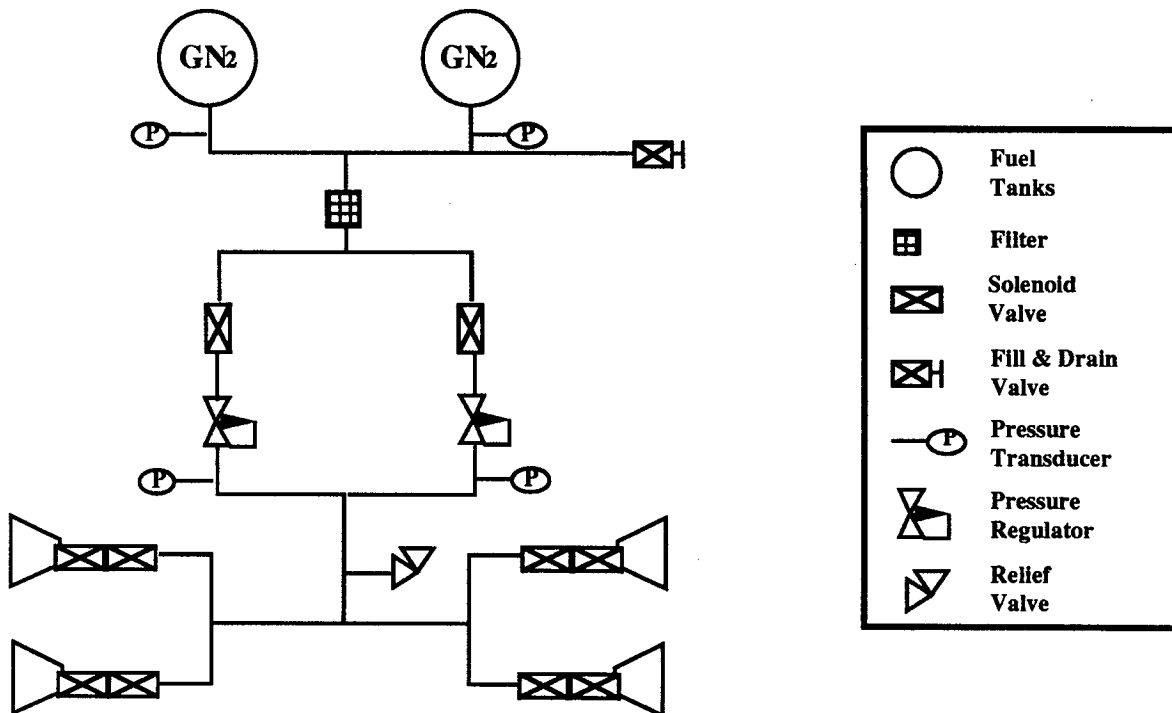 GN2
GN2
P
P
P
P
Fuel
Tanks
Filter
Solenoid
Valve
Fill & Drain
Valve
P
Pressure
Transducer
Pressure
Regulator
Relief
Valve